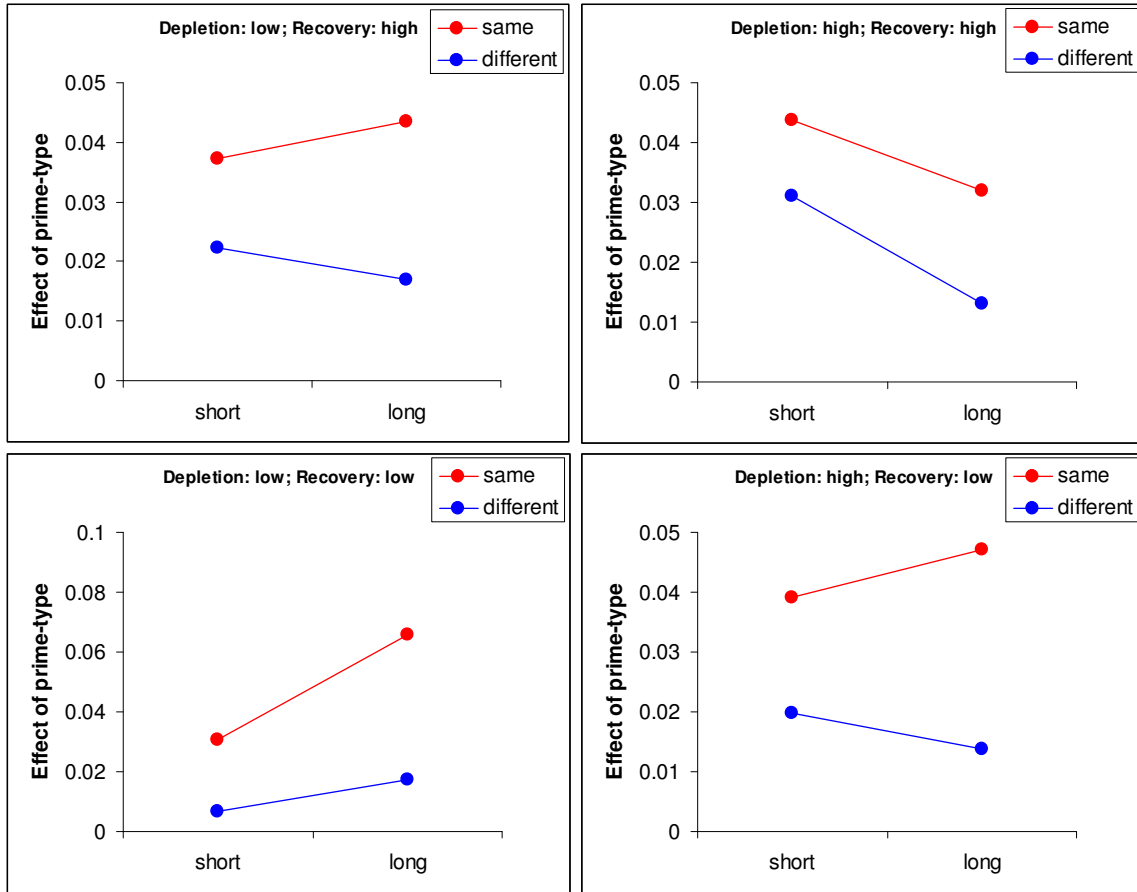 Depletion: low; Recovery: high
same
different
Effect of prime-type
0.05
0.04
0.03
0.02
0.01
0
short long
Depletion: high; Recovery: high
same
different
Effect of prime-type
0.05
0.04
0.03
0.02
0.01
0
short long
Depletion: low; Recovery: low
same
different
Effect of prime-type
0.1
0.08
0.06
0.04
0.02
0
short long
Depletion: high; Recovery: low
same
different
Effect of prime-type
0.05
0.04
0.03
0.02
0.01
0
short long